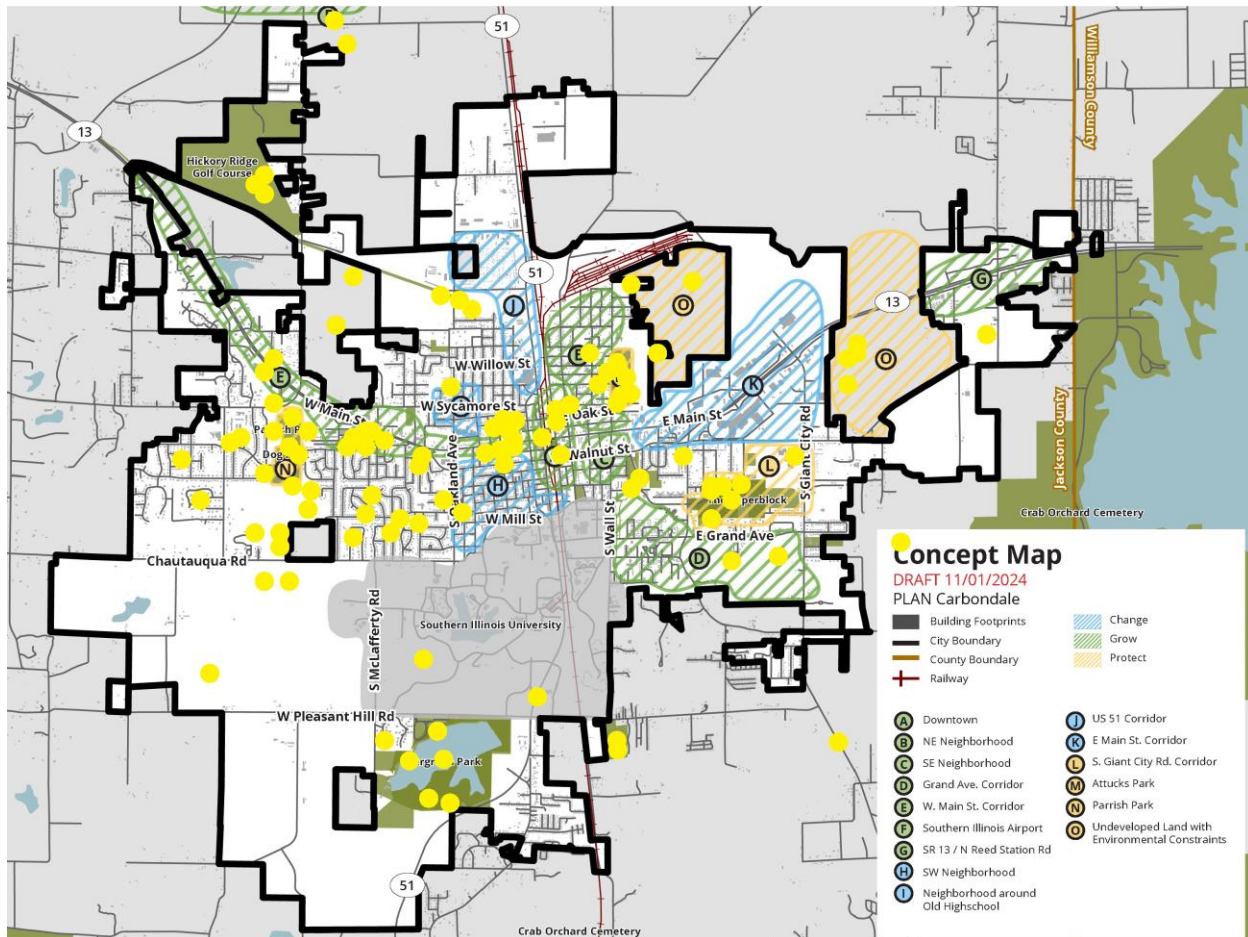 51
Williamson County
13
Hickory Ridge
Golf Course
51
J
G
O
13
W Willow St
E
O
E
K
W Sycamore St
W Main St
E Oak St
E Main St
Walnut St
S Oakland Ave
S Giant City Rd
Jackson County
N
H
L
W Mill St
S Wall St
Crab Orchard Cemetery
E Grand Ave
D
Chautauqua Rd
S McLafferty Rd
Southern Illinois University
W Pleasant Hill Rd
Park
51
Crab Orchard Cemetery
Concept Map
DRAFT 11/01/2024
PLAN Carbondale
Building Footprints
City Boundary
County Boundary
Railway
Change
Grow
Protect
A Downtown
B NE Neighborhood
C SE Neighborhood
D Grand Ave. Corridor
E W. Main St. Corridor
F Southern Illinois Airport
G SR 13 / N Reed Station Rd
H SW Neighborhood
I Neighborhood around
Old Highschool
J US 51 Corridor
K E Main St. Corridor
L S. Giant City Rd. Corridor
M Attucks Park
N Parrish Park
O Undeveloped Land with
Environmental Constraints